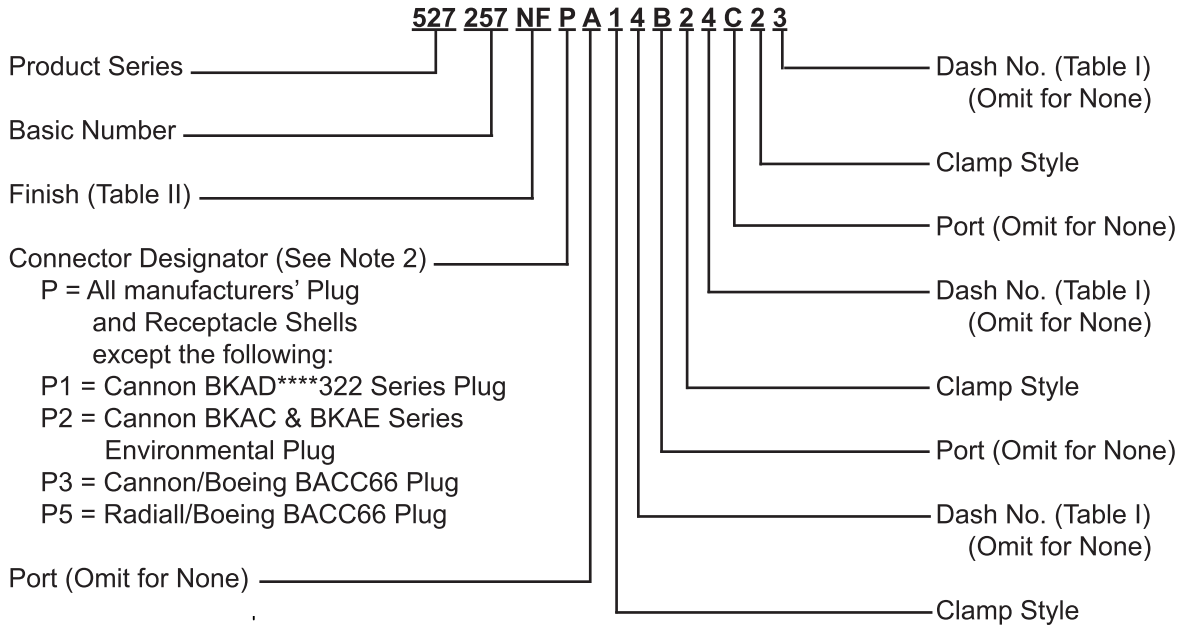 527 257 NF P A 1 4 B 2 4 C 2 3
Product Series
Basic Number
Finish (Table II)
Connector Designator (See Note 2)
P = All manufacturers' Plug
and Receptacle Shells
except the following:
P1 = Cannon BKAD****322 Series Plug
P2 = Cannon BKAC & BKAE Series
Environmental Plug
P3 = Cannon/Boeing BACC66 Plug
P5 = Radiall/Boeing BACC66 Plug
Port (Omit for None)
Dash No. (Table I)
(Omit for None)
Clamp Style
Port (Omit for None)
Dash No. (Table I)
(Omit for None)
Clamp Style
Port (Omit for None)
Dash No. (Table I)
(Omit for None)
Clamp Style